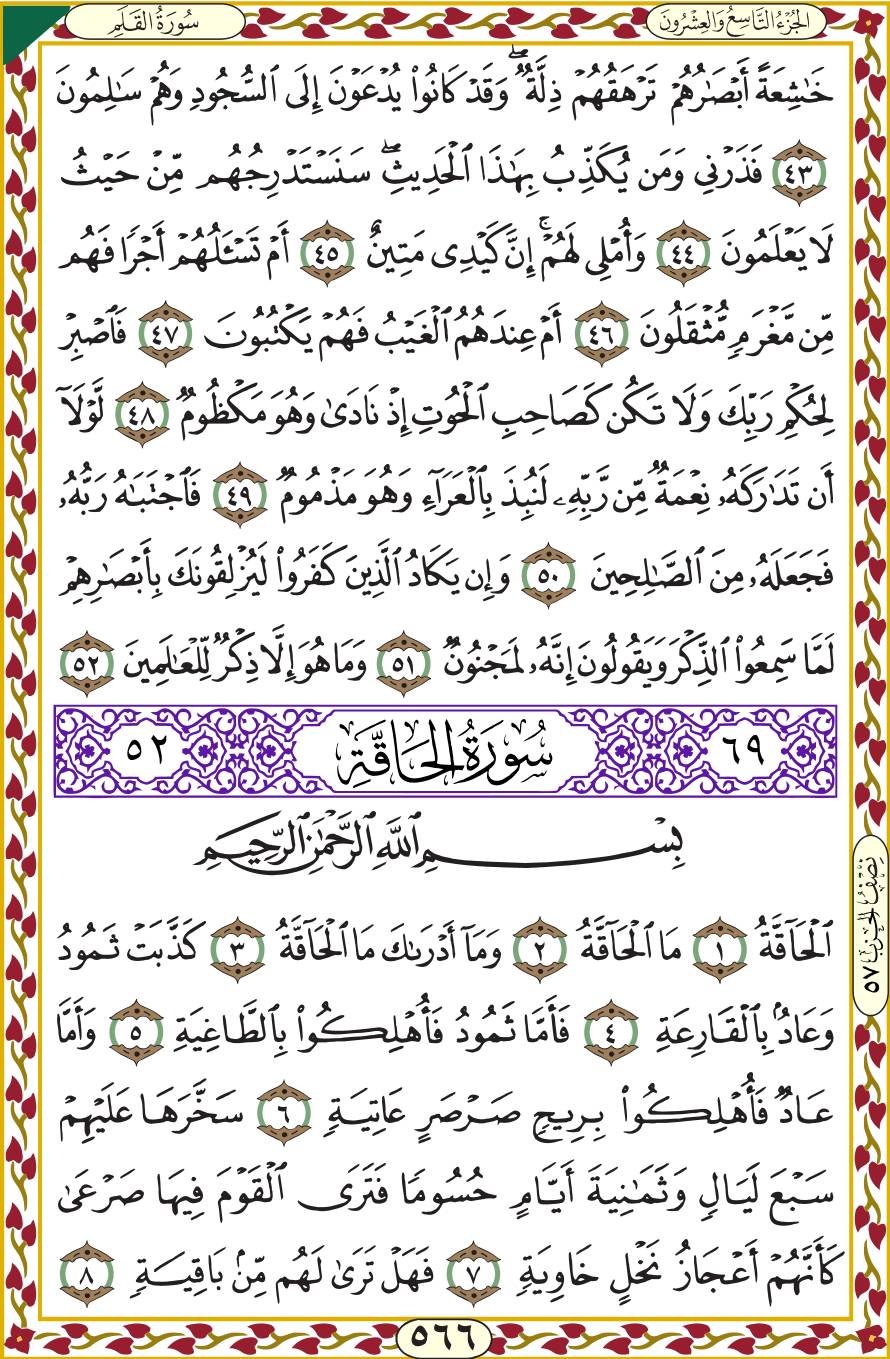 الجُزْءُ التَّاسِعُ وَالعِشْرُونَ
سُورَةُ القَلَمِ
خَـٰشِعَةً أَبْصَـٰرُهُمْ تَرْهَقُهُمْ ذِلَّةٌۖ وَقَدْ كَانُوا۟ يُدْعَوْنَ إِلَى ٱلسُّجُودِ وَهُمْ سَـٰلِمُونَ
٤٣ فَذَرْنِى وَمَن يُكَذِّبُ بِهَـٰذَا ٱلْحَدِيثِۖ سَنَسْتَدْرِجُهُم مِّنْ حَيْثُ
لَا يَعْلَمُونَ ٤٤ وَأُمْلِى لَهُمْۚ إِنَّ كَيْدِى مَتِينٌ ٤٥ أَمْ تَسْـَٔلُهُمْ أَجْرًا فَهُم
مِّن مَّغْرَمٍ مُّثْقَلُونَ ٤٦ أَمْ عِندَهُمُ ٱلْغَيْبُ فَهُمْ يَكْتُبُونَ ٤٧ فَٱصْبِرْ
لِحُكْمِ رَبِّكَ وَلَا تَكُن كَصَاحِبِ ٱلْحُوتِ إِذْ نَادَىٰ وَهُوَ مَكْظُومٌ ٤٨ لَّوْلَآ
أَن تَدَٰرَكَهُۥ نِعْمَةٌ مِّن رَّبِّهِۦ لَنُبِذَ بِٱلْعَرَآءِ وَهُوَ مَذْمُومٌ ٤٩ فَٱجْتَبَـٰهُ رَبُّهُۥ
فَجَعَلَهُۥ مِنَ ٱلصَّـٰلِحِينَ ٥٠ وَإِن يَكَادُ ٱلَّذِينَ كَفَرُوا۟ لَيُزْلِقُونَكَ بِأَبْصَـٰرِهِمْ
لَمَّا سَمِعُوا۟ ٱلذِّكْرَ وَيَقُولُونَ إِنَّهُۥ لَمَجْنُونٌ ٥١ وَمَا هُوَ إِلَّا ذِكْرٌ لِّلْعَـٰلَمِينَ ٥٢
٦٩ سُورَةُ الحَاقَّةِ ٥٢
بِسْمِ ٱللَّهِ ٱلرَّحْمَـٰنِ ٱلرَّحِيمِ
ٱلْحَآقَّةُ ١ مَا ٱلْحَآقَّةُ ٢ وَمَآ أَدْرَىٰكَ مَا ٱلْحَآقَّةُ ٣ كَذَّبَتْ ثَمُودُ
وَعَادٌۢ بِٱلْقَارِعَةِ ٤ فَأَمَّا ثَمُودُ فَأُهْلِكُوا۟ بِٱلطَّاغِيَةِ ٥ وَأَمَّا
عَادٌ فَأُهْلِكُوا۟ بِرِيحٍ صَرْصَرٍ عَاتِيَةٍ ٦ سَخَّرَهَا عَلَيْهِمْ
سَبْعَ لَيَالٍ وَثَمَـٰنِيَةَ أَيَّامٍ حُسُومًا فَتَرَى ٱلْقَوْمَ فِيهَا صَرْعَىٰ
كَأَنَّهُمْ أَعْجَازُ نَخْلٍ خَاوِيَةٍ ٧ فَهَلْ تَرَىٰ لَهُم مِّنۢ بَاقِيَةٍ ٨
نِصْفُ الحِزْبِ ٥٧
٥٦٦